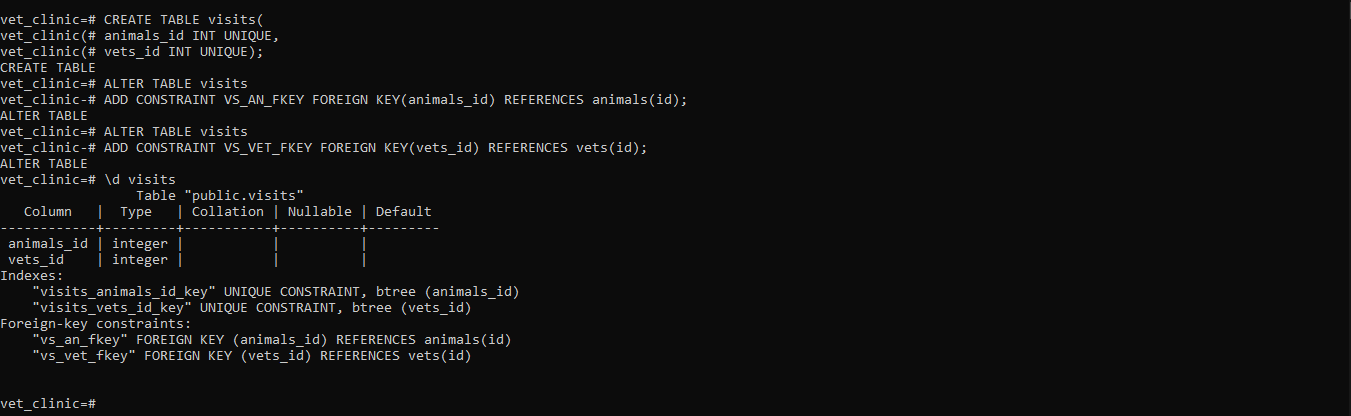 vet_clinic=# CREATE TABLE visits(
vet_clinic(# animals_id INT UNIQUE,
vet_clinic(# vets_id INT UNIQUE);
CREATE TABLE
vet_clinic=# ALTER TABLE visits
vet_clinic-# ADD CONSTRAINT VS_AN_FKEY FOREIGN KEY(animals_id) REFERENCES animals(id);
ALTER TABLE
vet_clinic=# ALTER TABLE visits
vet_clinic-# ADD CONSTRAINT VS_VET_FKEY FOREIGN KEY(vets_id) REFERENCES vets(id);
ALTER TABLE
vet_clinic=# \d visits
                 Table "public.visits"
   Column   |  Type   | Collation | Nullable | Default
------------+---------+-----------+----------+---------
 animals_id | integer |           |          |
 vets_id    | integer |           |          |
Indexes:
    "visits_animals_id_key" UNIQUE CONSTRAINT, btree (animals_id)
    "visits_vets_id_key" UNIQUE CONSTRAINT, btree (vets_id)
Foreign-key constraints:
    "vs_an_fkey" FOREIGN KEY (animals_id) REFERENCES animals(id)
    "vs_vet_fkey" FOREIGN KEY (vets_id) REFERENCES vets(id)
vet_clinic=#